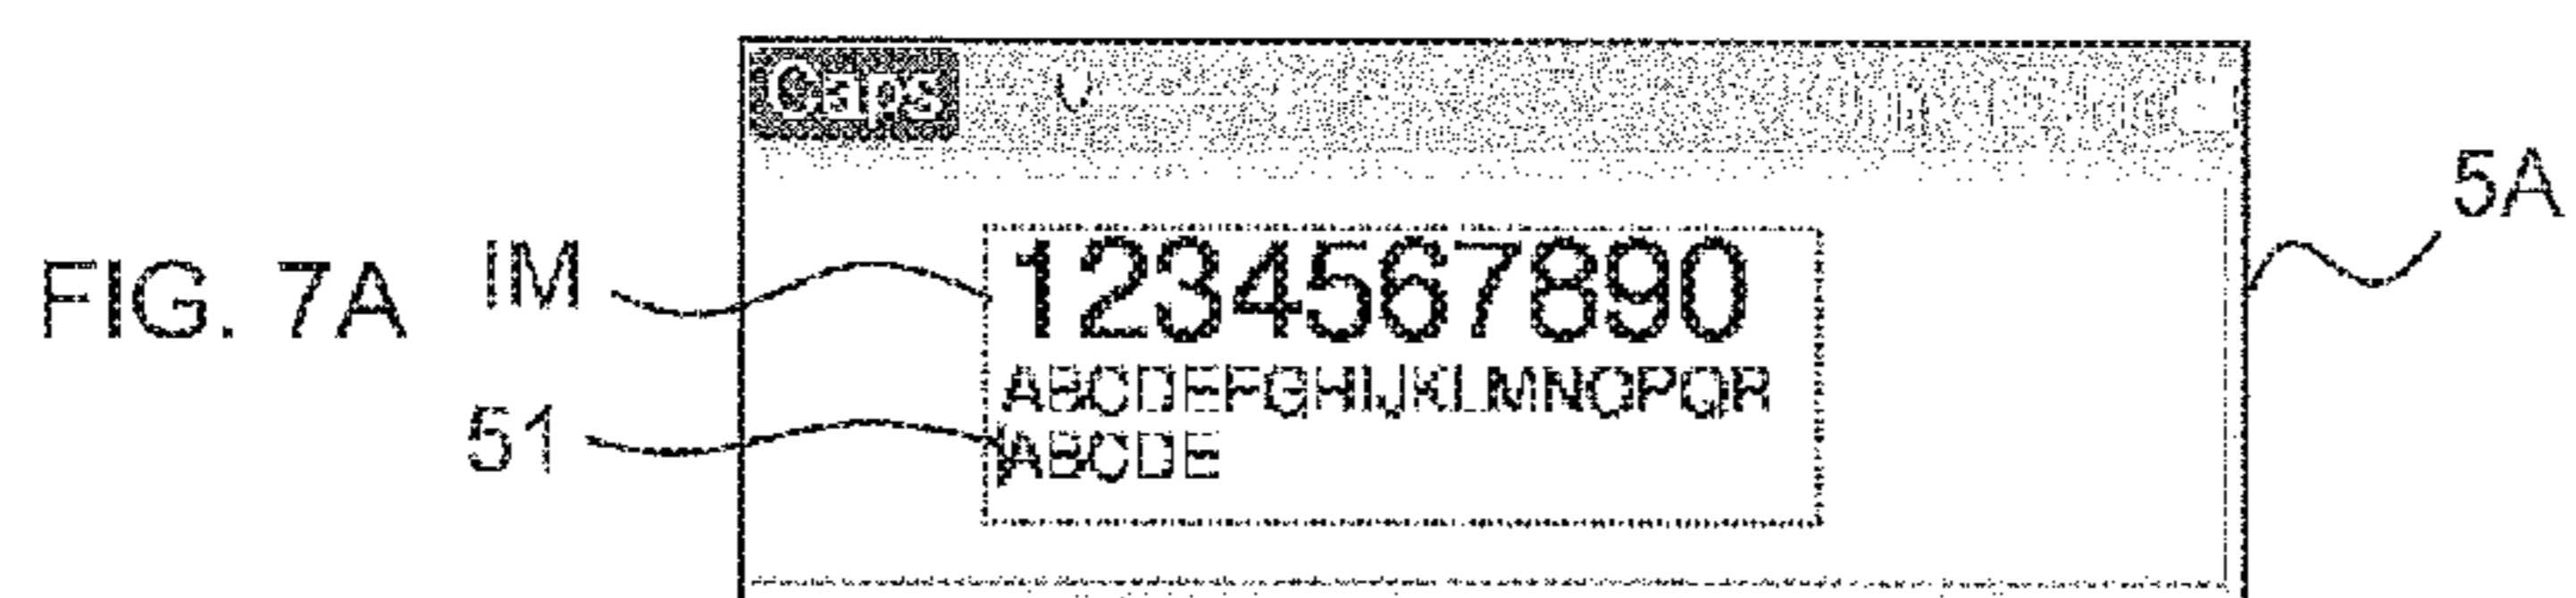 Caps
5A
FIG. 7A IM 1234567890
ABCDEFGHIJKLMNOPQR
51 ABCDE